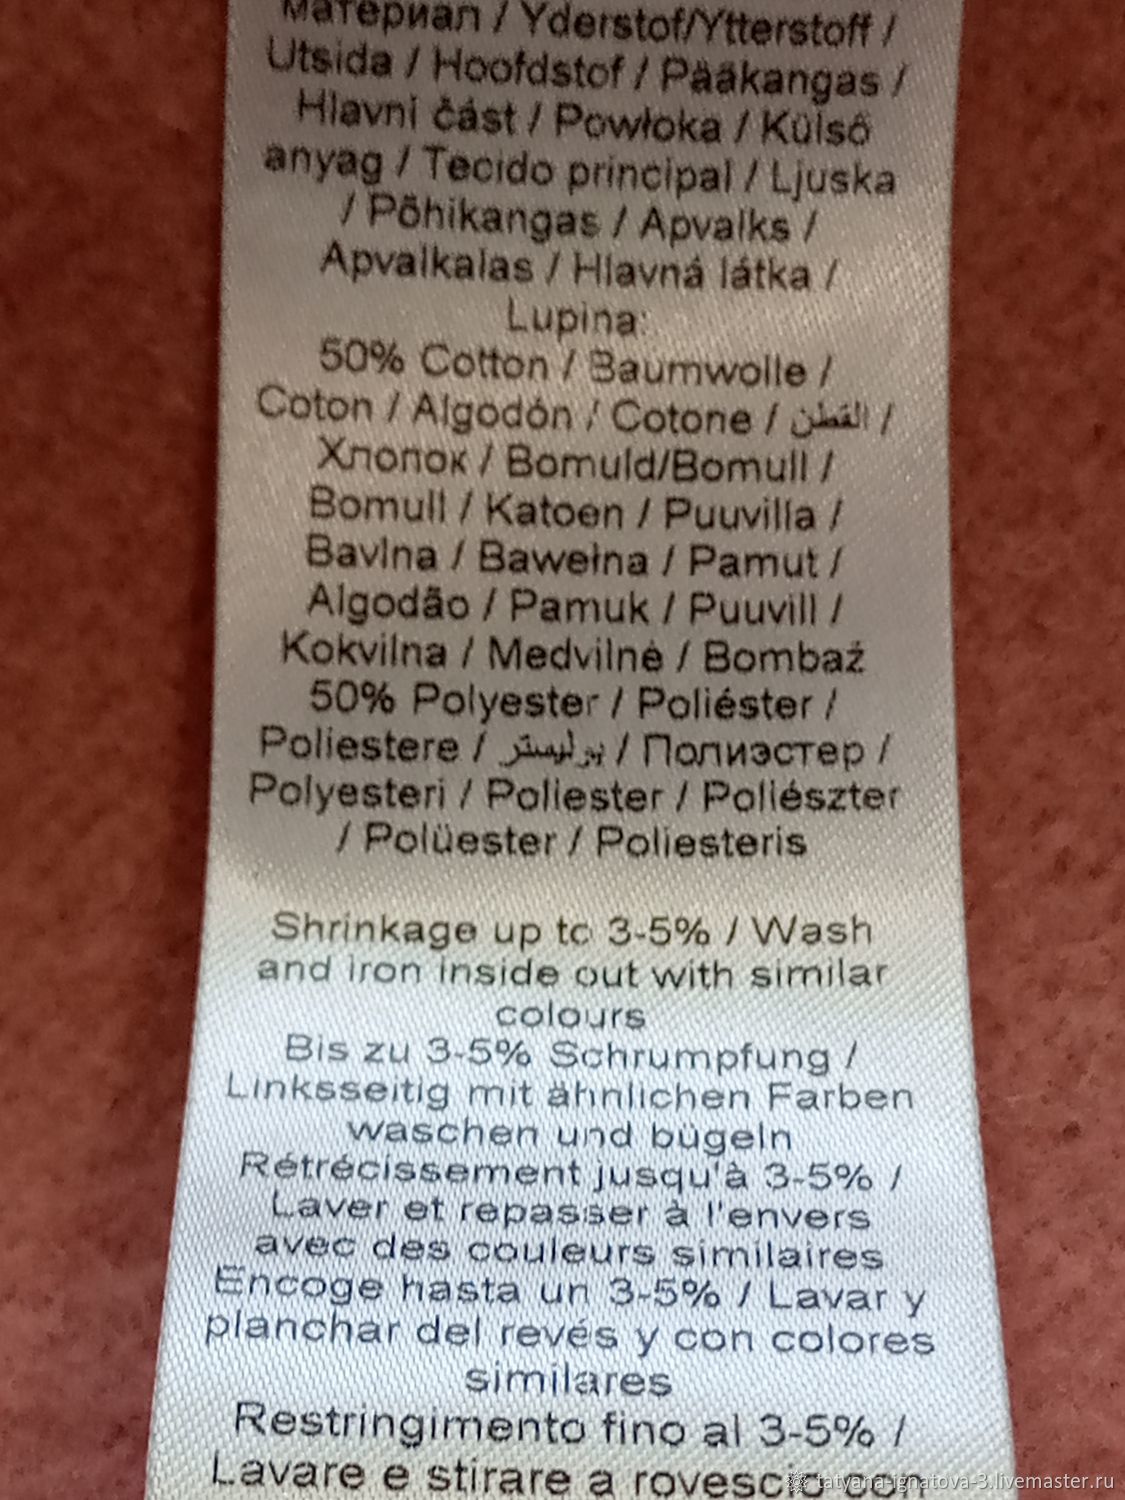 Материал / Yderstof/Ytterstoff /
Utsida / Hoofdstof / Pääkangas /
Hlavní část / Powłoka / Külső
anyag / Tecido principal / Ljuska
/ Põhikangas / Apvalks /
Apvalkalas / Hlavná látka /
Lupina:
50% Cotton / Baumwolle /
Coton / Algodón / Cotone / القطن /
Хлопок / Bomuld/Bomull /
Bomull / Katoen / Puuvilla /
Bavlna / Bawełna / Pamut /
Algodão / Pamuk / Puuvill /
Kokvilna / Medvilnė / Bombaž
50% Polyester / Poliéster /
Poliestere / بوليستر / Полиэстер /
Polyesteri / Poliester / Poliészter
/ Polüester / Poliesteris
Shrinkage up to 3-5% / Wash
and iron inside out with similar
colours
Bis zu 3-5% Schrumpfung /
Linksseitig mit ähnlichen Farben
waschen und bügeln
Rétrécissement jusqu'à 3-5% /
Laver et repasser à l'envers
avec des couleurs similaires
Encoge hasta un 3-5% / Lavar y
planchar del revés y con colores
similares
Restringimento fino al 3-5% /
Lavare e stirare a rovescio con
tatyana-ignatova-3.livemaster.ru